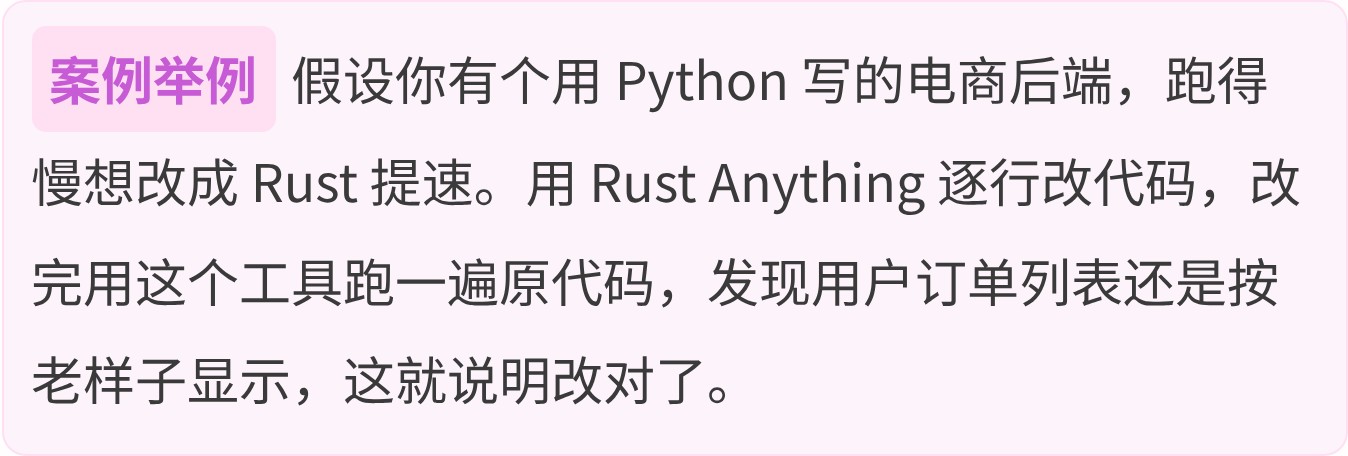 案例举例 假设你有个用 Python 写的电商后端，跑得
慢想改成 Rust 提速。用 Rust Anything 逐行改代码，改
完用这个工具跑一遍原代码，发现用户订单列表还是按
老样子显示，这就说明改对了。